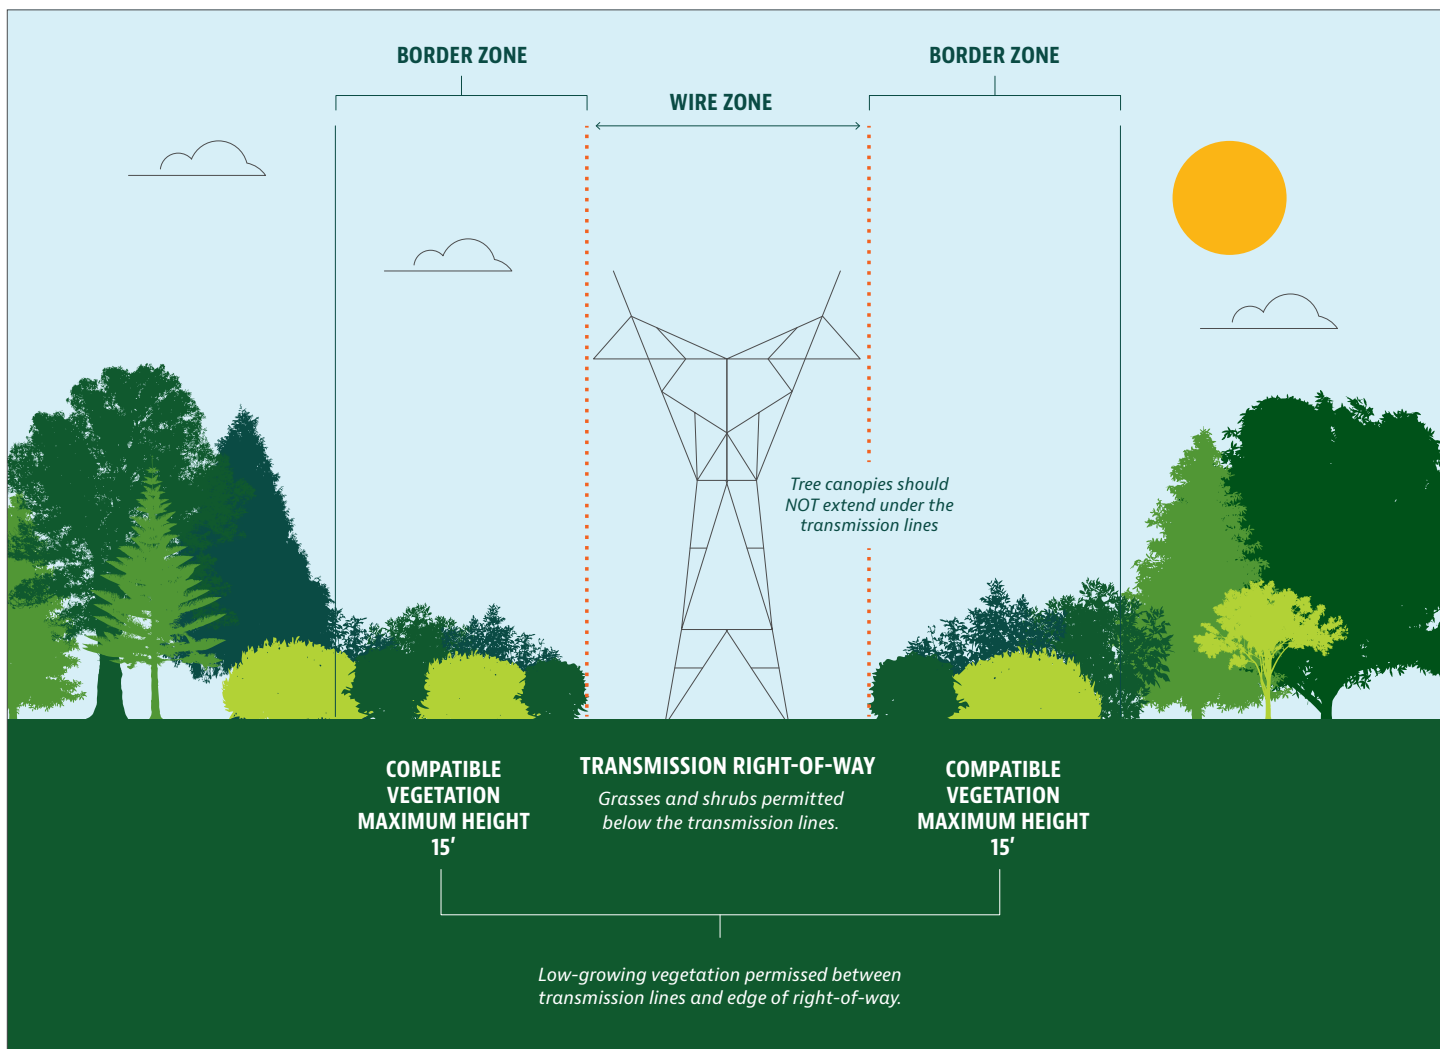 BORDER ZONE
BORDER ZONE
WIRE ZONE
Tree canopies should
NOT extend under the
transmission lines
COMPATIBLE
VEGETATION
MAXIMUM HEIGHT
15’
TRANSMISSION RIGHT-OF-WAY
Grasses and shrubs permitted
below the transmission lines.
COMPATIBLE
VEGETATION
MAXIMUM HEIGHT
15’
Low-growing vegetation permissed between
transmission lines and edge of right-of-way.